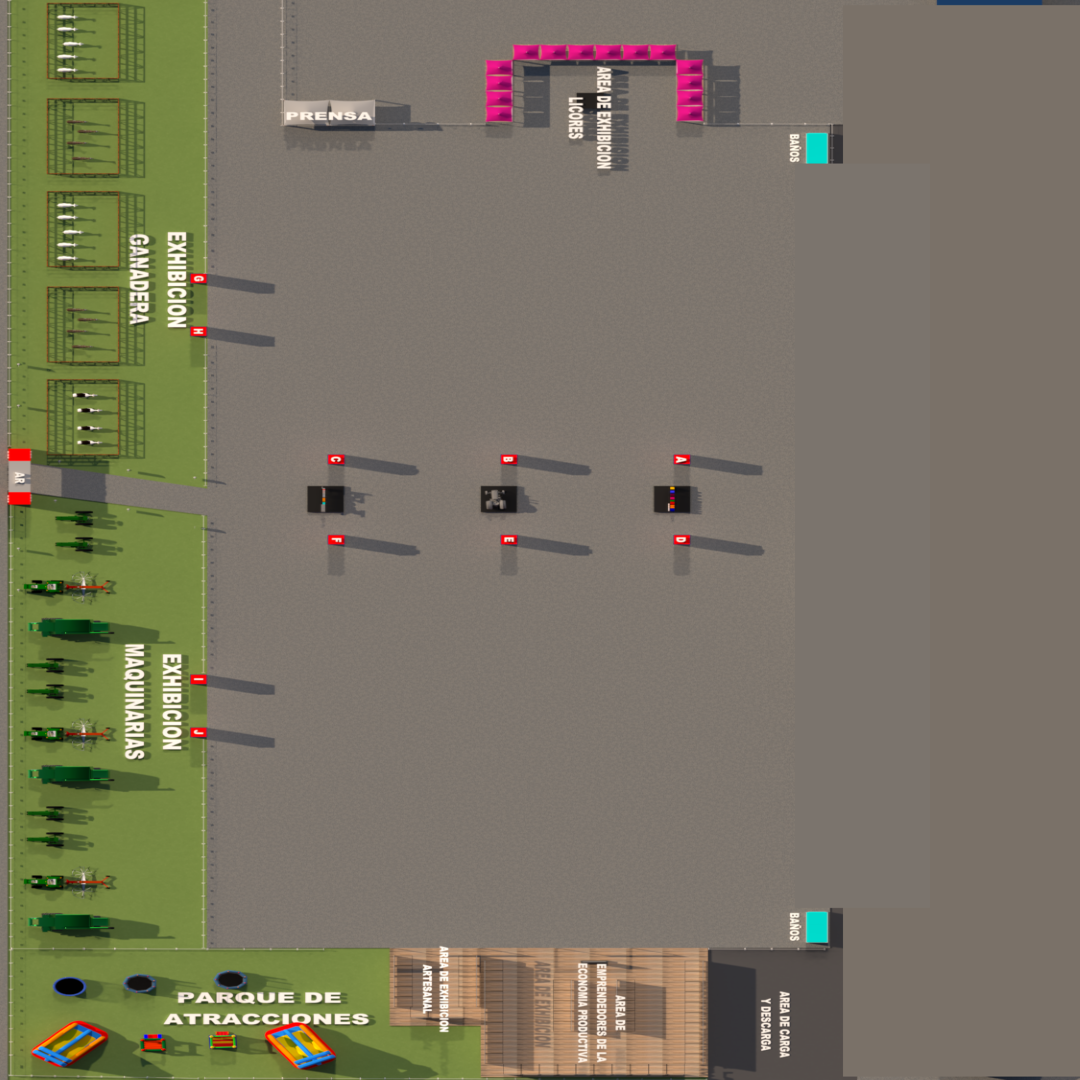 PRENSA
AREA DE EXHIBICION
LICORES
BAÑOS
EXHIBICION
GANADERA
G
H
C
B
A
AR
F
E
D
EXHIBICION
MAQUINARIAS
I
J
BAÑOS
PARQUE DE
ATRACCIONES
AREA DE EXHIBICION
ARTESANAL
AREA DE
EMPRENDEDORES DE LA
ECONOMIA PRODUCTIVA
AREA DE CARGA
Y DESCARGA